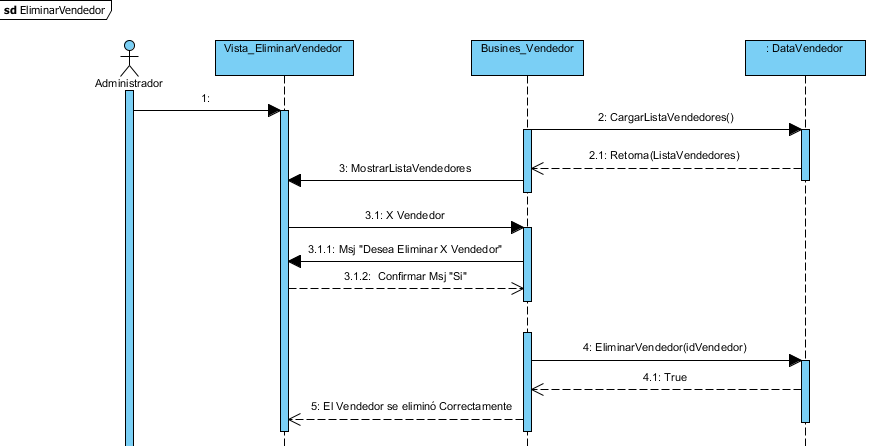 sd EliminarVendedor
Vista_EliminarVendedor
Busines_Vendedor
: DataVendedor
Administrador
1:
2: CargarListaVendedores()
2.1: Retorna(ListaVendedores)
3: MostrarListaVendedores
3.1: X Vendedor
3.1.1: Msj "Desea Eliminar X Vendedor"
3.1.2: Confirmar Msj "Si"
4: EliminarVendedor(idVendedor)
4.1: True
5: El Vendedor se eliminó Correctamente